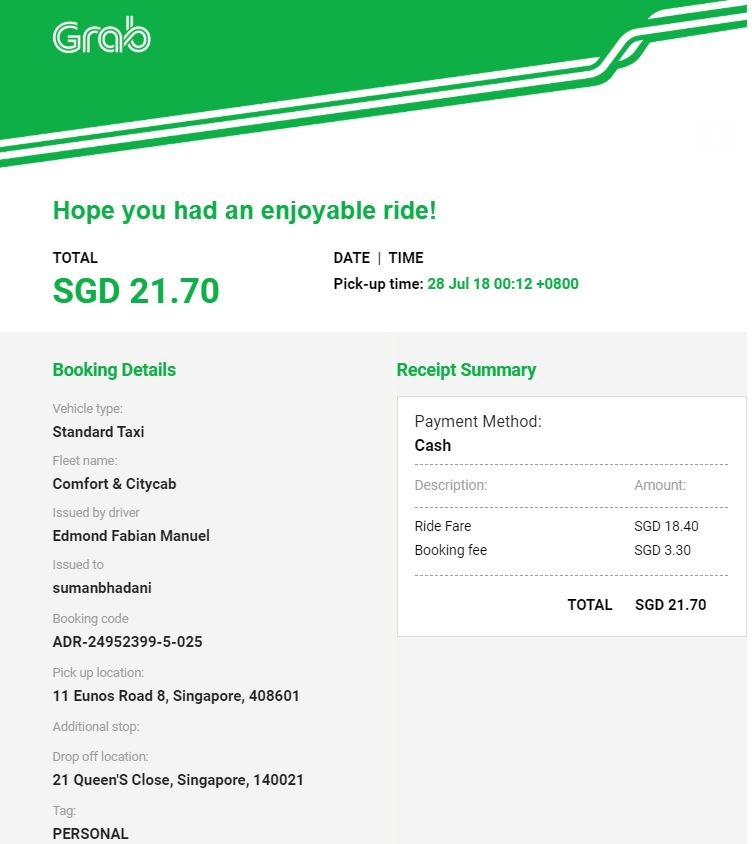 Grab
Hope you had an enjoyable ride!
TOTAL
SGD 21.70
DATE | TIME
Pick-up time: 28 Jul 18 00:12 +0800
Booking Details
Vehicle type:
Standard Taxi
Fleet name:
Comfort & Citycab
Issued by driver
Edmond Fabian Manuel
Issued to
sumanbhadani
Booking code
ADR-24952399-5-025
Pick up location:
11 Eunos Road 8, Singapore, 408601
Additional stop:
Drop off location:
21 Queen'S Close, Singapore, 140021
Tag:
PERSONAL
Receipt Summary
Payment Method:
Cash
Description: Amount:
Ride Fare SGD 18.40
Booking fee SGD 3.30
TOTAL SGD 21.70